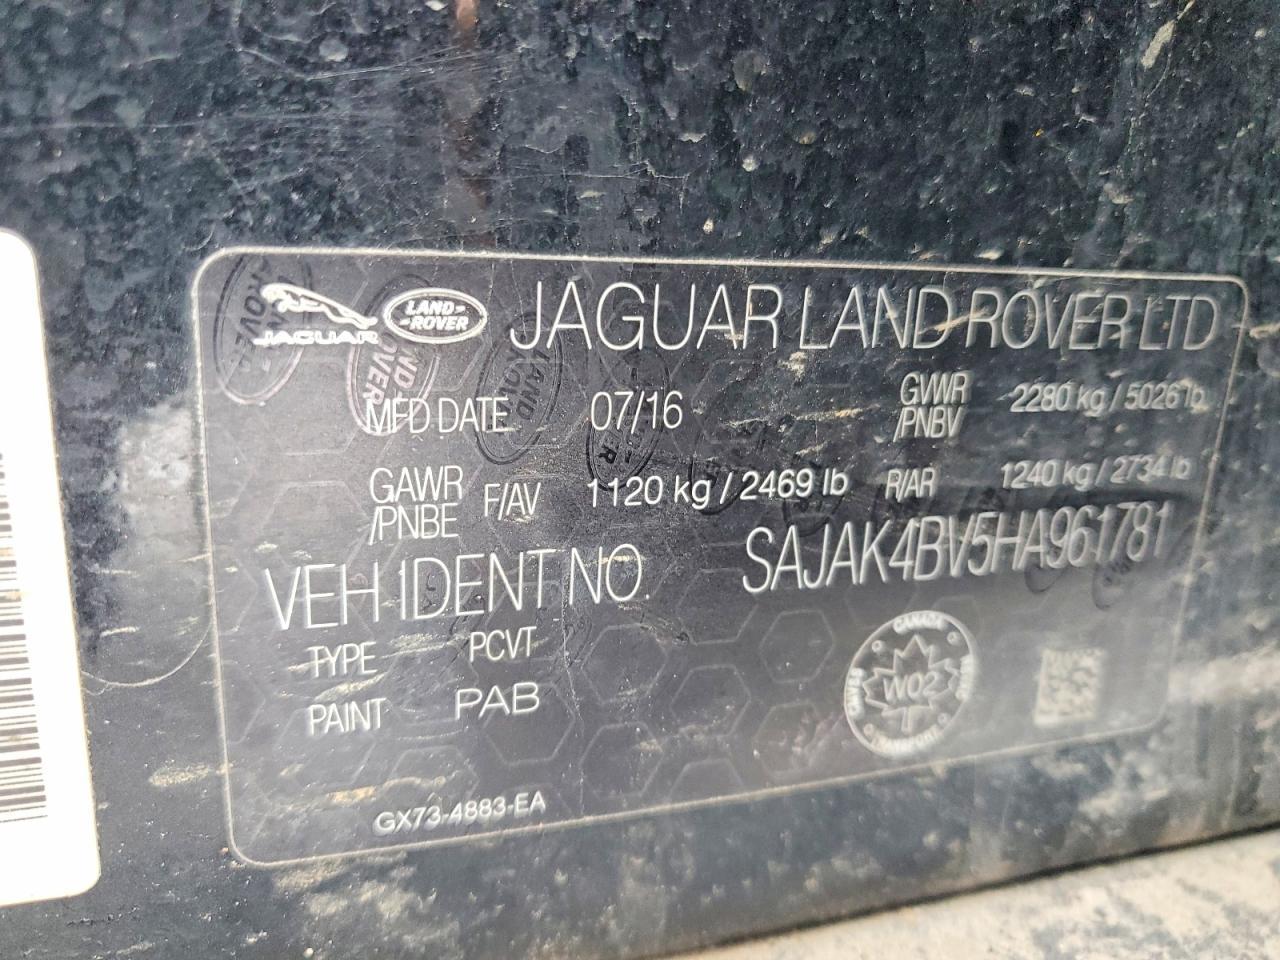 JAGUAR LAND ROVER JAGUAR LAND ROVER LTD
MFD DATE 07/16 GVWR /PNBV 2280 kg / 5026 lb
GAWR /PNBE F/AV 1120 kg / 2469 lb R/AR 1240 kg / 2734 lb
VEH IDENT NO. SAJAK4BV5HA961781
TYPE PCVT
PAINT PAB
CANADA
W02
TRANSPORT
GX73-4883-EA